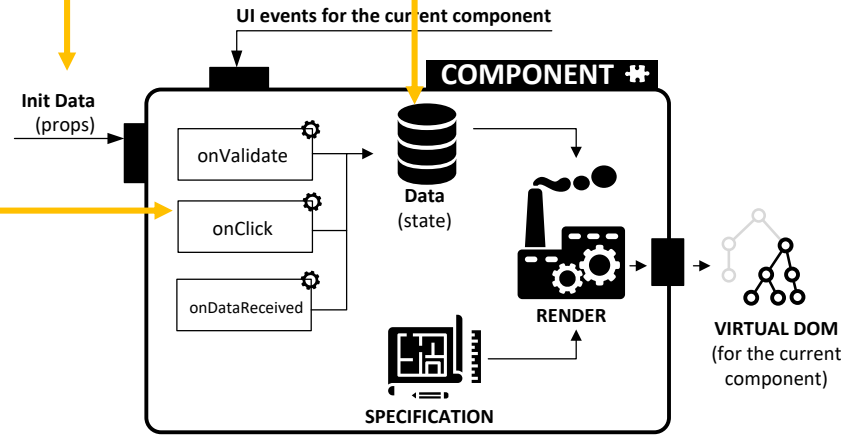 UI events for the current component
COMPONENT
Init Data
(props)
onValidate
onClick
onDataReceived
Data
(state)
RENDER
SPECIFICATION
VIRTUAL DOM
(for the current
component)